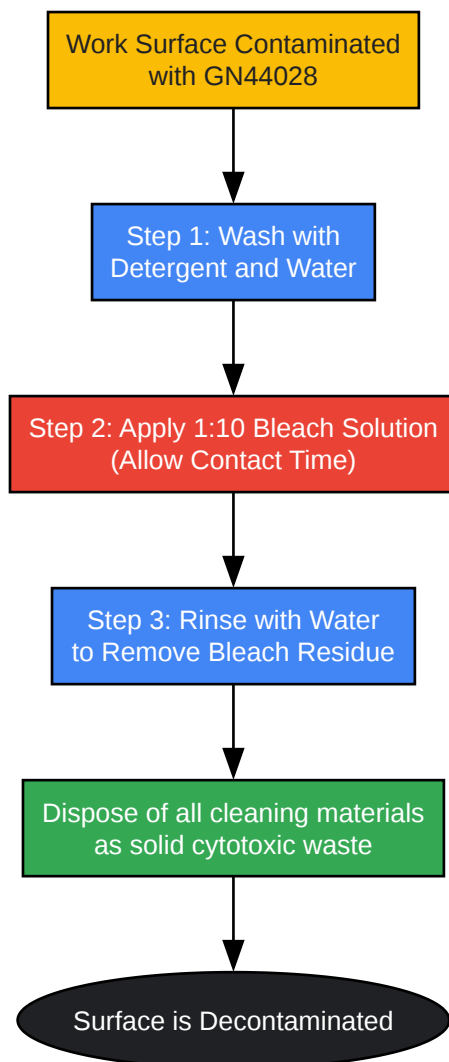 Work Surface Contaminated
with GN44028
Step 1: Wash with
Detergent and Water
Step 2: Apply 1:10 Bleach Solution
(Allow Contact Time)
Step 3: Rinse with Water
to Remove Bleach Residue
Dispose of all cleaning materials
as solid cytotoxic waste
Surface is Decontaminated